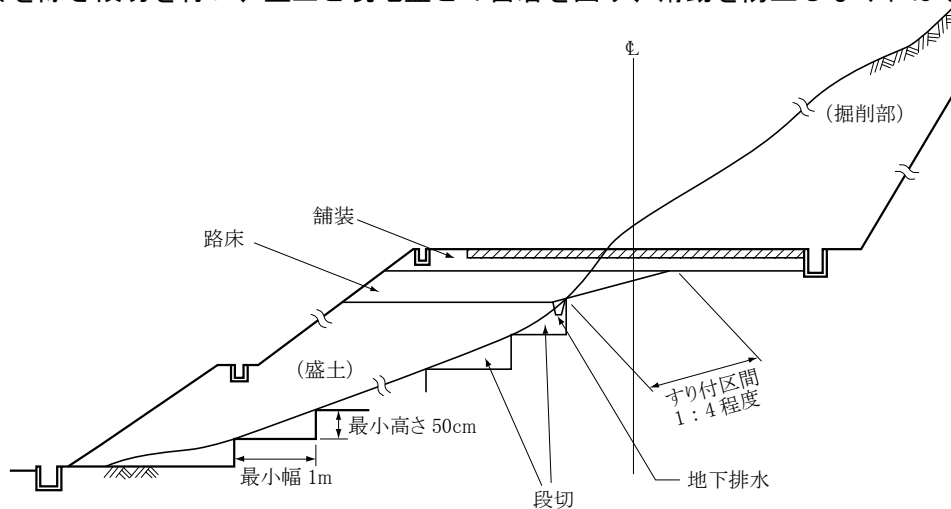 ℄
(掘削部)
舗装
路床
(盛土)
すり付区間
1：4 程度
最小高さ 50cm
最小幅 1m
地下排水
段切